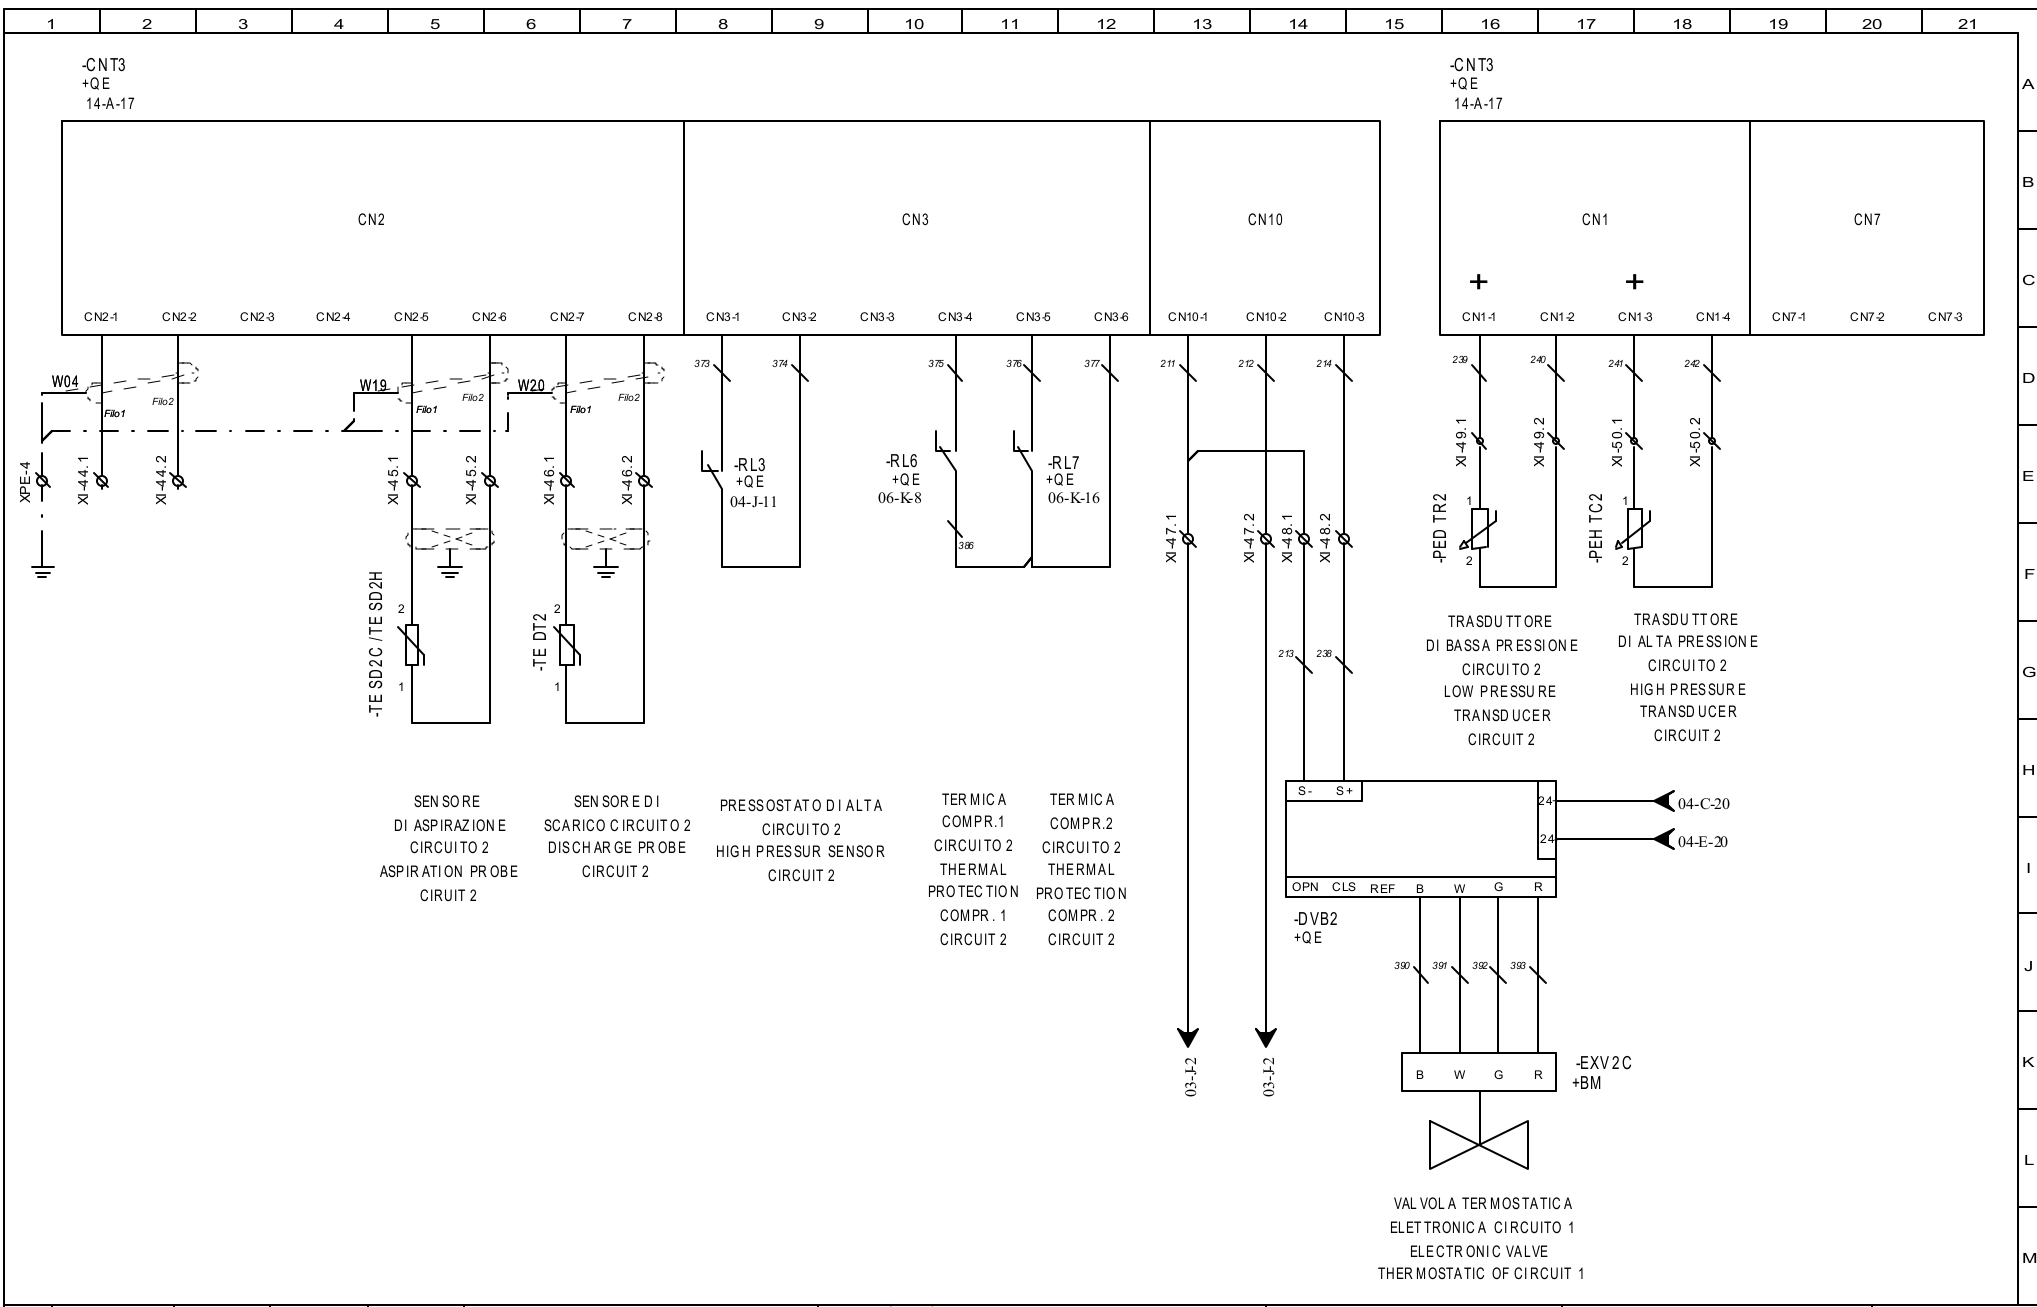 1 2 3 4 5 6 7 8 9 10 11 12 13 14 15 16 17 18 19 20 21
A
B
C
D
E
F
G
H
I
J
K
L
M
-CNT3
+QE
14-A-17
-CNT3
+QE
14-A-17
CN2
CN3
CN10
CN1
CN7
+ +
CN2-1 CN2-2 CN2-3 CN2-4 CN2-5 CN2-6 CN2-7 CN2-8
CN3-1 CN3-2 CN3-3 CN3-4 CN3-5 CN3-6
CN10-1 CN10-2 CN10-3
CN1-1 CN1-2 CN1-3 CN1-4
CN7-1 CN7-2 CN7-3
W04
Filo1
Filo2
W19
Filo1
Filo2
W20
Filo1
Filo2
373
374
375
376
377
211
212
214
239
240
241
242
XPE-4
XI-44.1
XI-44.2
XI-45.1
XI-45.2
XI-46.1
XI-46.2
-RL3
+QE
04-J-11
-RL6
+QE
06-K-8
-RL7
+QE
06-K-16
386
XI-47.1
XI-47.2
XI-48.1
XI-48.2
XI-49.1
XI-49.2
XI-50.1
XI-50.2
-PED TR2
1
2
-PEH TC2
1
2
-TE SD2C /TE SD2H
2
1
-TE DT2
2
1
213
238
TRASDUTTORE
DI BASSA PRESSIONE
CIRCUITO 2
LOW PRESSURE
TRANSDUCER
CIRCUIT 2
TRASDUTTORE
DI ALTA PRESSIONE
CIRCUITO 2
HIGH PRESSURE
TRANSDUCER
CIRCUIT 2
SENSORE
DI ASPIRAZIONE
CIRCUITO 2
ASPIRATION PROBE
CIRUIT 2
SENSORE DI
SCARICO CIRCUITO 2
DISCHARGE PROBE
CIRCUIT 2
PRESSOSTATO DI ALTA
CIRCUITO 2
HIGH PRESSUR SENSOR
CIRCUIT 2
TERMICA
COMPR.1
CIRCUITO 2
THERMAL
PROTECTION
COMPR. 1
CIRCUIT 2
TERMICA
COMPR.2
CIRCUITO 2
THERMAL
PROTECTION
COMPR. 2
CIRCUIT 2
S- S+
24
24
04-C-20
04-E-20
OPN CLS REF B W G R
-DVB2
+QE
390
391
392
393
03-J-2
03-J-2
B W G R
-EXV2C
+BM
VALVOLA TERMOSTATICA
ELETTRONICA CIRCUITO 1
ELECTRONIC VALVE
THERMOSTATIC OF CIRCUIT 1